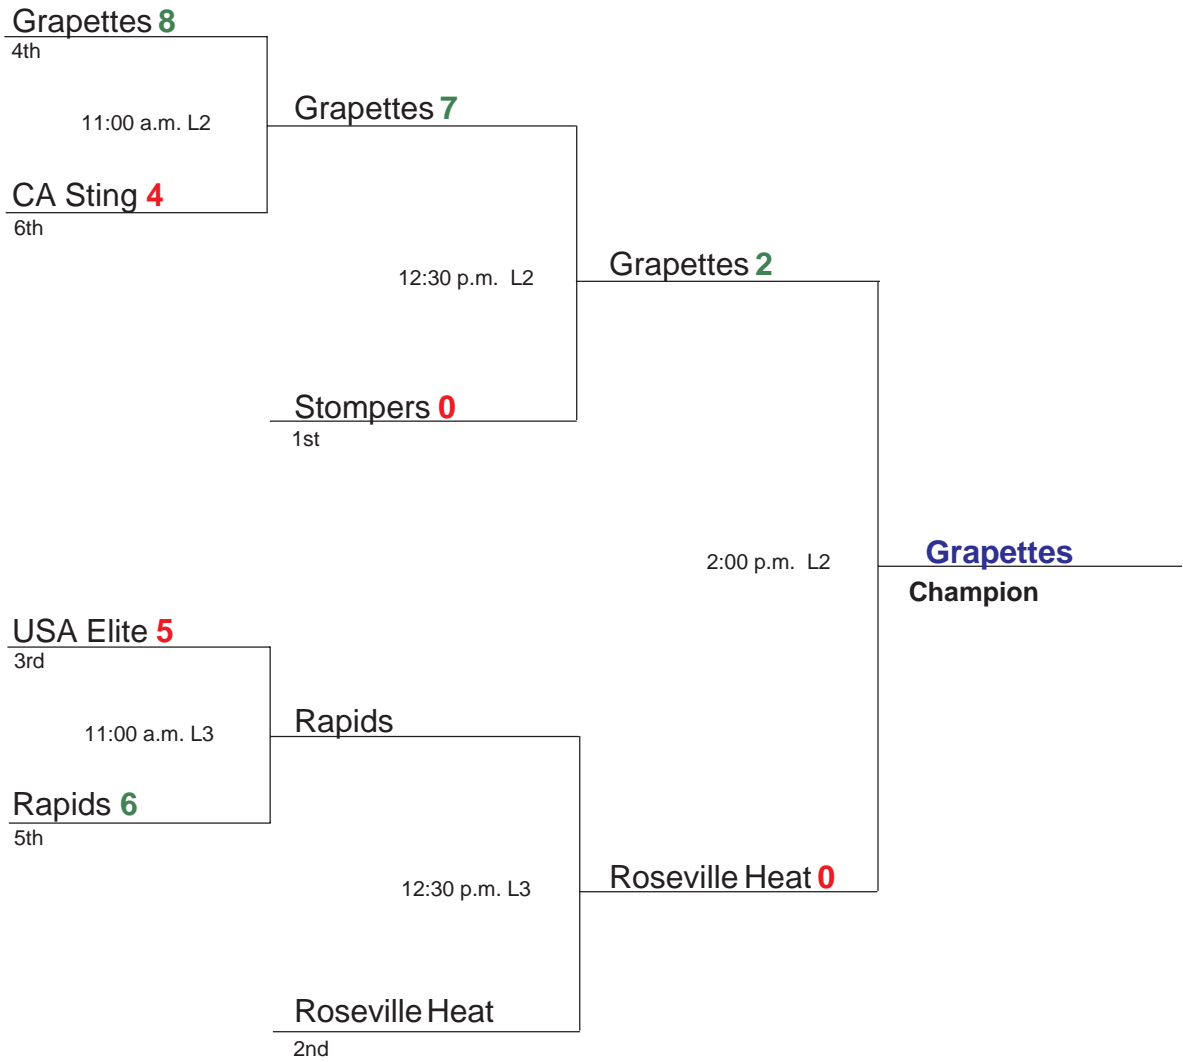 Grapettes 8
4th
11:00 a.m. L2
CA Sting 4
6th
Grapettes 7
12:30 p.m. L2
Stompers 0
1st
Grapettes 2
2:00 p.m. L2
Grapettes
Champion
USA Elite 5
3rd
11:00 a.m. L3
Rapids 6
5th
Rapids
12:30 p.m. L3
Roseville Heat
2nd
Roseville Heat 0